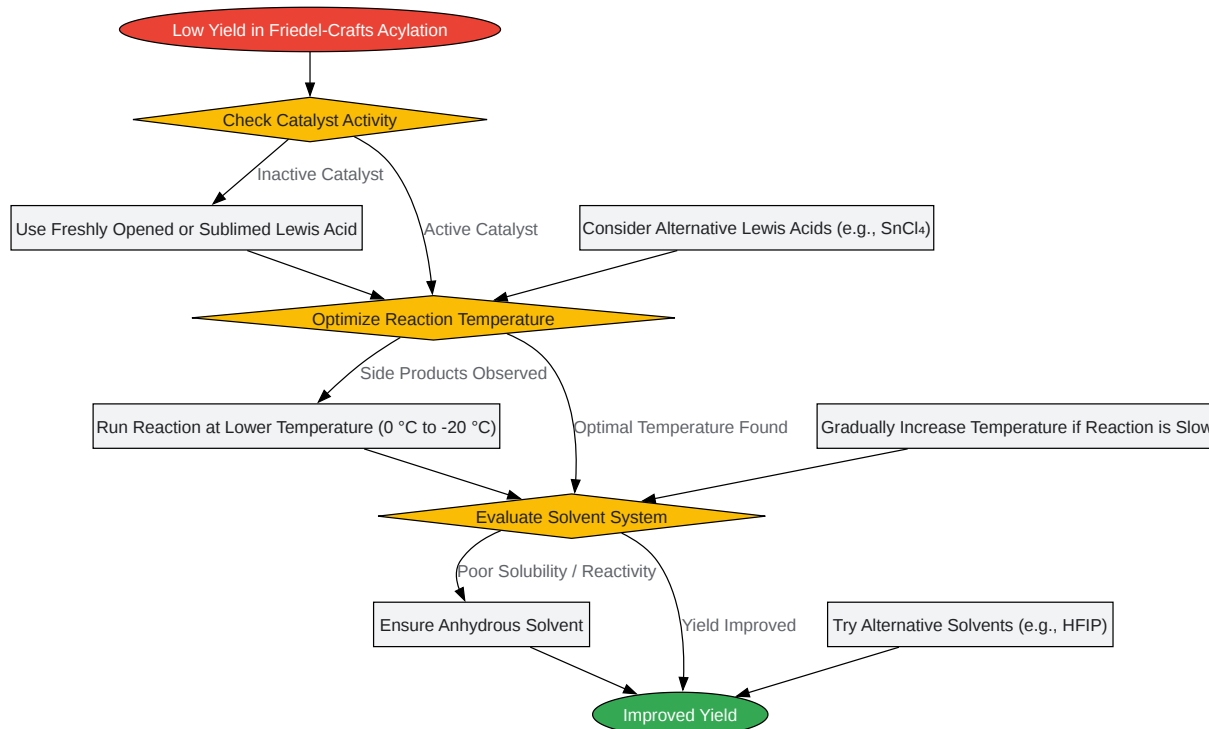 Low Yield in Friedel-Crafts Acylation
Check Catalyst Activity
Inactive Catalyst
Use Freshly Opened or Sublimed Lewis Acid
Active Catalyst
Consider Alternative Lewis Acids (e.g., SnCl₄)
Optimize Reaction Temperature
Side Products Observed
Run Reaction at Lower Temperature (0 °C to -20 °C)
Optimal Temperature Found
Gradually Increase Temperature if Reaction is Slow
Evaluate Solvent System
Poor Solubility / Reactivity
Ensure Anhydrous Solvent
Yield Improved
Try Alternative Solvents (e.g., HFIP)
Improved Yield